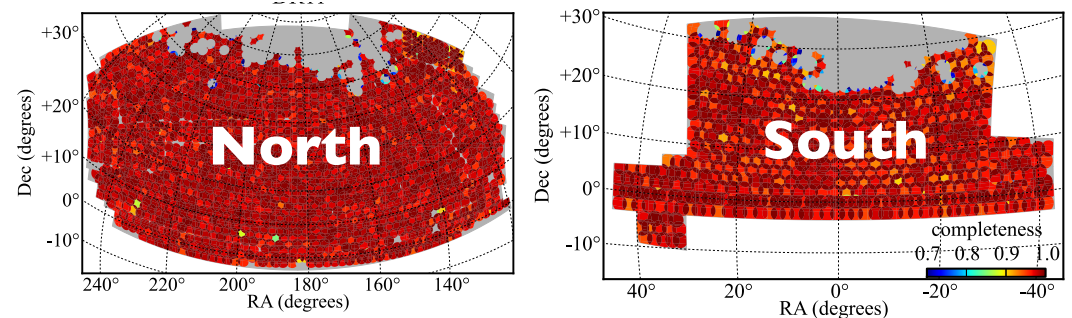 North
Dec (degrees)
+30°
+20°
+10°
0°
-10°
240° 220° 200° 180° 160° 140°
RA (degrees)
South
Dec (degrees)
+30°
+20°
+10°
0°
-10°
completeness
0.7 0.8 0.9 1.0
40° 20° 0° -20° -40°
RA (degrees)